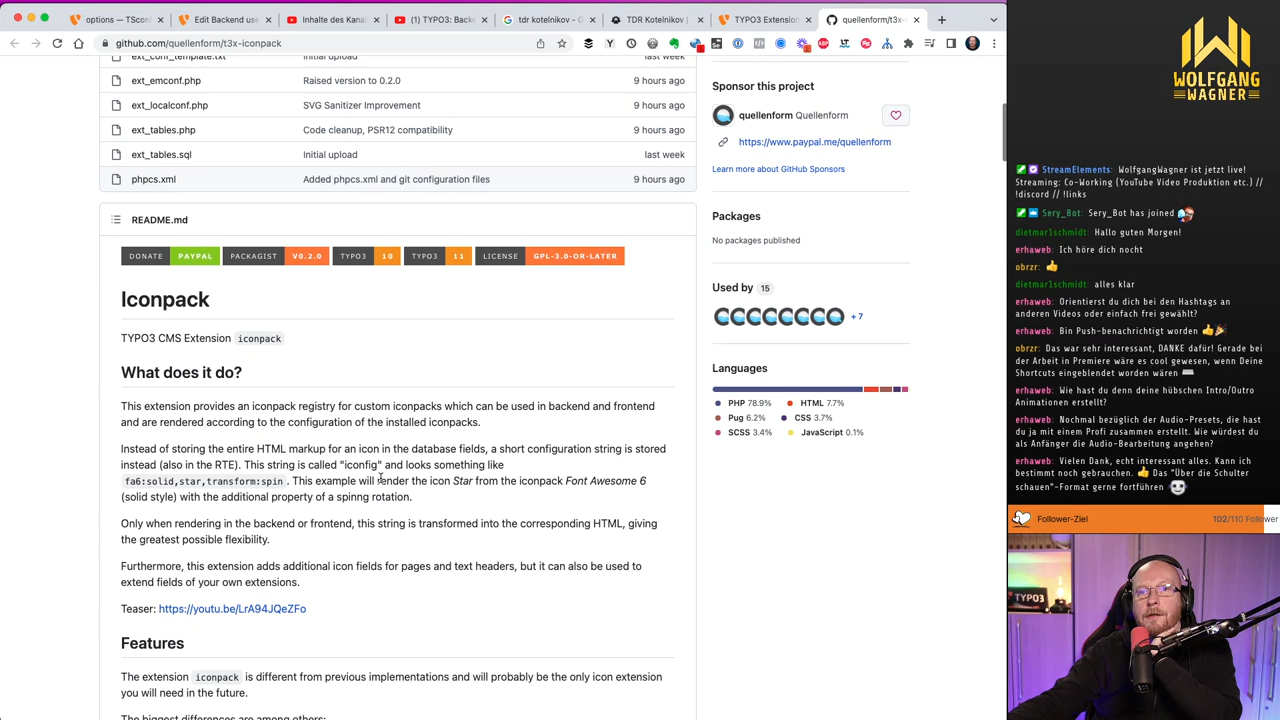 options — TSconf
Edit Backend use
Inhalte des Kanal
(1) TYPO3: Back
tdr kotelnikov - G
TDR Kotelnikov |
TYPO3 Extension
quellenform/t3x-i
github.com/quellenform/t3x-iconpack
WOLFGANG
WAGNER
ext_conf_template.txt Initial upload last week
ext_emconf.php Raised version to 0.2.0 9 hours ago
ext_localconf.php SVG Sanitizer Improvement 9 hours ago
ext_tables.php Code cleanup, PSR12 compatibility 9 hours ago
ext_tables.sql Initial upload last week
phpcs.xml Added phpcs.xml and git configuration files 9 hours ago
README.md
DONATE PAYPAL PACKAGIST V0.2.0 TYPO3 10 TYPO3 11 LICENSE GPL-3.0-OR-LATER
Iconpack
TYPO3 CMS Extension iconpack
What does it do?
This extension provides an iconpack registry for custom iconpacks which can be used in backend and frontend
and are rendered according to the configuration of the installed iconpacks.
Instead of storing the entire HTML markup for an icon in the database fields, a short configuration string is stored
instead (also in the RTE). This string is called "iconfig" and looks something like
fa6:solid,star,transform:spin . This example will render the icon Star from the iconpack Font Awesome 6
(solid style) with the additional property of a spinng rotation.
Only when rendering in the backend or frontend, this string is transformed into the corresponding HTML, giving
the greatest possible flexibility.
Furthermore, this extension adds additional icon fields for pages and text headers, but it can also be used to
extend fields of your own extensions.
Teaser: https://youtu.be/LrA94JQeZFo
Features
The extension iconpack is different from previous implementations and will probably be the only icon extension
you will need in the future.
The biggest differences are among others:
Sponsor this project
quellenform Quellenform
https://www.paypal.me/quellenform
Learn more about GitHub Sponsors
Packages
No packages published
Used by 15
+ 7
Languages
PHP 78.9% HTML 7.7%
Pug 6.2% CSS 3.7%
SCSS 3.4% JavaScript 0.1%
StreamElements: WolfgangWagner ist jetzt live!
Streaming: Co-Working (YouTube Video Produktion etc.) //
!discord // !links
Sery_Bot: Sery_Bot has joined
dietmar1schmidt: Hallo guten Morgen!
erhaweb: Ich höre dich nocht
obrzr:
dietmar1schmidt: alles klar
erhaweb: Orientierst du dich bei den Hashtags an
anderen Videos oder einfach frei gewählt?
erhaweb: Bin Push-benachrichtigt worden
obrzr: Das war sehr interessant, DANKE dafür! Gerade bei
der Arbeit in Premiere wäre es cool gewesen, wenn Deine
Shortcuts eingeblendet worden wären
erhaweb: Wie hast du denn deine hübschen Intro/Outro
Animationen erstellt?
erhaweb: Nochmal bezüglich der Audio-Presets, die hast
du ja mit einem Profi zusammen erstellt. Wie würdest du
als Anfänger die Audio-Bearbeitung angehen?
erhaweb: Vielen Dank, echt interessant alles. Kann ich
bestimmt noch gebrauchen. Das "Über die Schulter
schauen"-Format gerne fortführen
Follower-Ziel 102/110 Follower
TYPO3